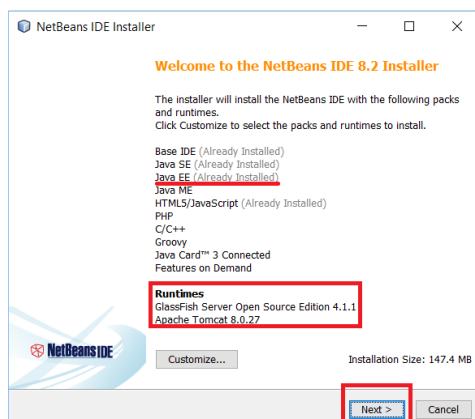 NetBeans IDE Installer
Welcome to the NetBeans IDE 8.2 Installer
The installer will install the NetBeans IDE with the following packs
and runtimes.
Click Customize to select the packs and runtimes to install.
Base IDE (Already Installed)
Java SE (Already Installed)
Java EE (Already Installed)
Java ME
HTML5/JavaScript (Already Installed)
PHP
C/C++
Groovy
Java Card™ 3 Connected
Features on Demand
Runtimes
GlassFish Server Open Source Edition 4.1.1
Apache Tomcat 8.0.27
NetBeans IDE
Customize... Installation Size: 147.4 MB
Next > Cancel